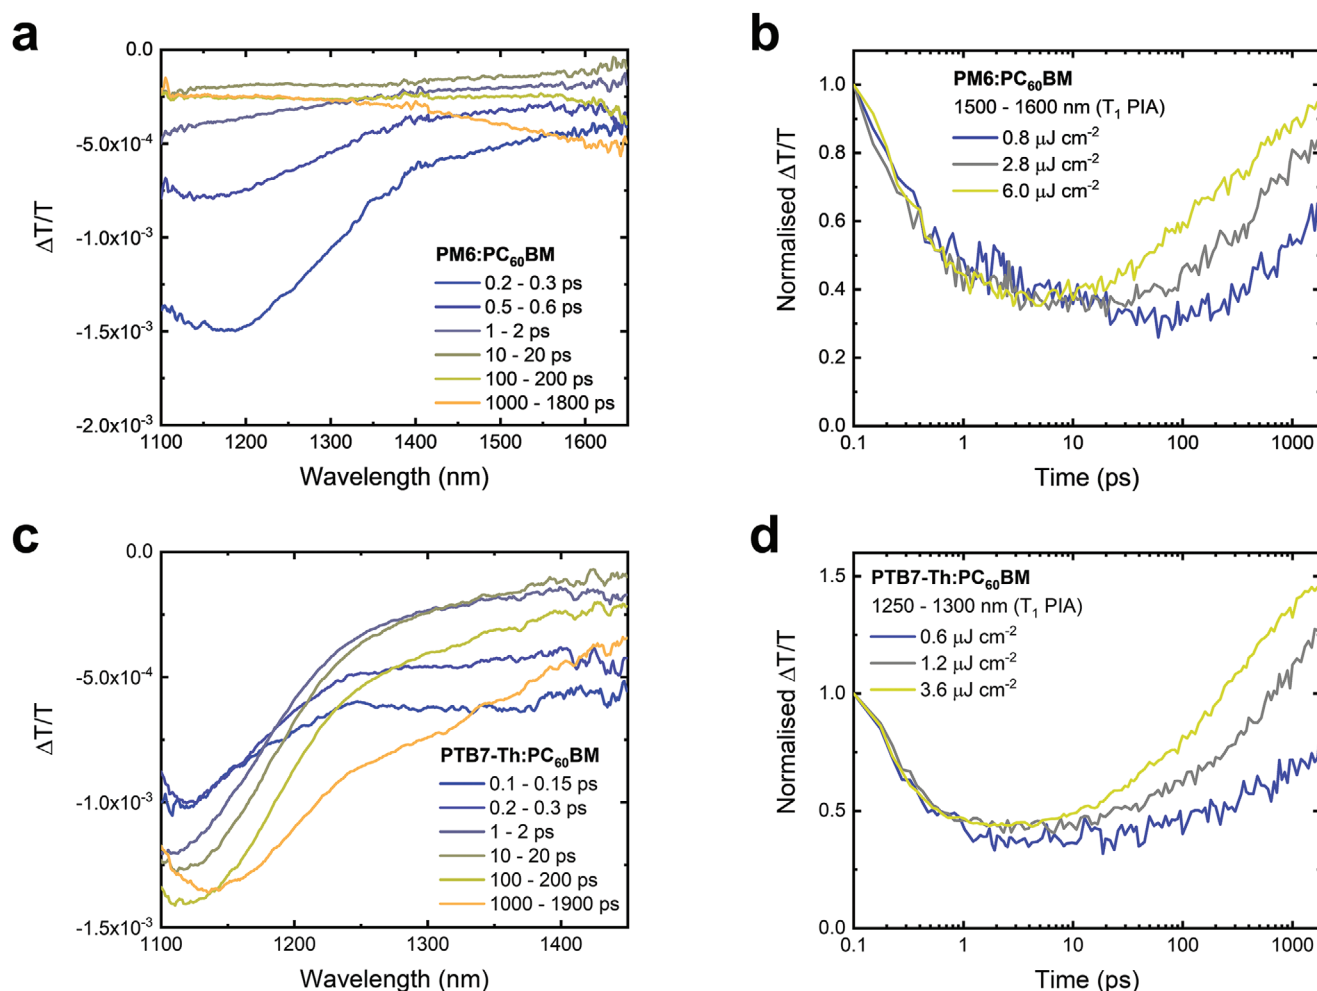 a
0.0
-5.0x10⁻⁴
-1.0x10⁻³
-1.5x10⁻³
-2.0x10⁻³
ΔT/T
PM6:PC₆₀BM
0.2 - 0.3 ps
0.5 - 0.6 ps
1 - 2 ps
10 - 20 ps
100 - 200 ps
1000 - 1800 ps
1100 1200 1300 1400 1500 1600
Wavelength (nm)
b
1.0
0.8
0.6
0.4
0.2
0.0
Normalised ΔT/T
PM6:PC₆₀BM
1500 - 1600 nm (T₁ PIA)
0.8 μJ cm⁻²
2.8 μJ cm⁻²
6.0 μJ cm⁻²
0.1 1 10 100 1000
Time (ps)
c
0.0
-5.0x10⁻⁴
-1.0x10⁻³
-1.5x10⁻³
ΔT/T
PTB7-Th:PC₆₀BM
0.1 - 0.15 ps
0.2 - 0.3 ps
1 - 2 ps
10 - 20 ps
100 - 200 ps
1000 - 1900 ps
1100 1200 1300 1400
Wavelength (nm)
d
1.5
1.0
0.5
0.0
Normalised ΔT/T
PTB7-Th:PC₆₀BM
1250 - 1300 nm (T₁ PIA)
0.6 μJ cm⁻²
1.2 μJ cm⁻²
3.6 μJ cm⁻²
0.1 1 10 100 1000
Time (ps)